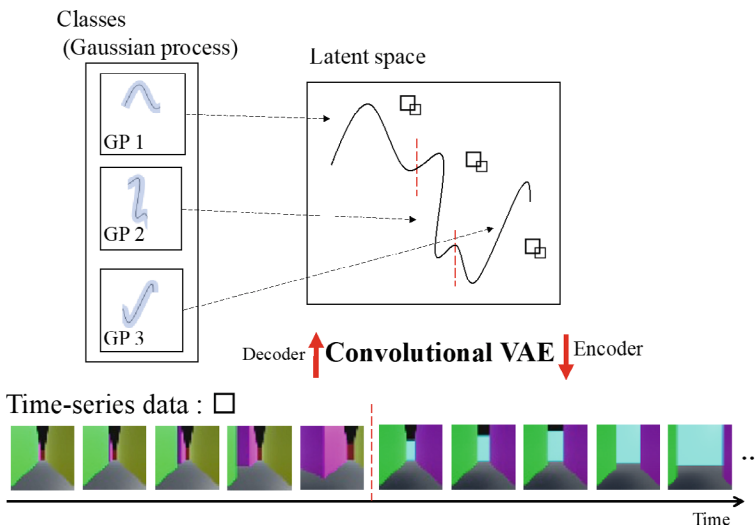 Classes
(Gaussian process)
Latent space
GP 1
GP 2
GP 3
Decoder
Convolutional VAE
Encoder
Time-series data : □
...
Time